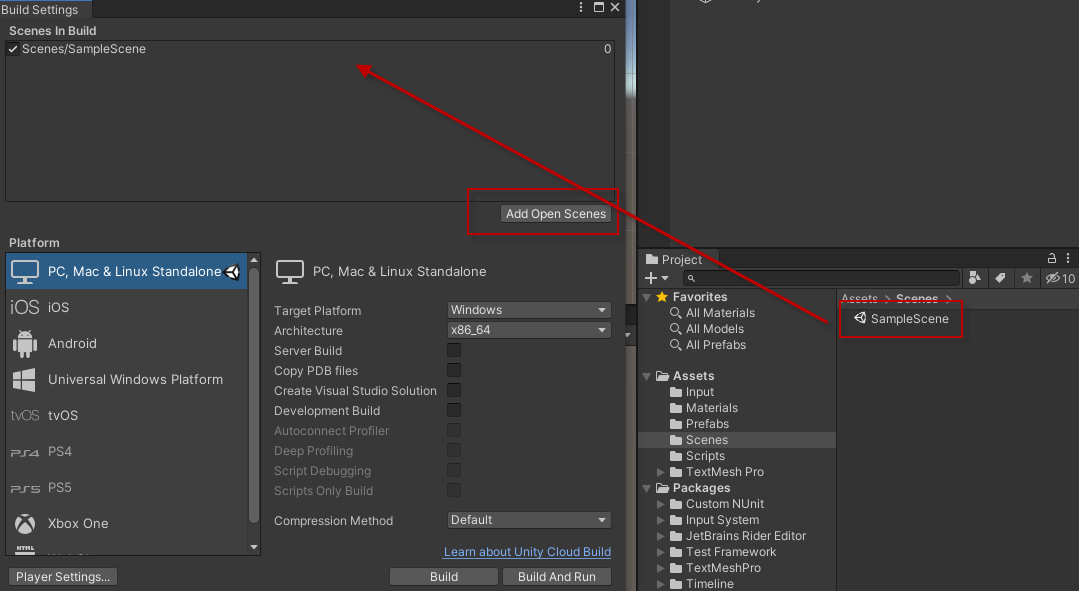 Build Settings
Scenes In Build
Scenes/SampleScene 0
Add Open Scenes
Platform
PC, Mac & Linux Standalone
iOS iOS
Android
Universal Windows Platform
tvOS tvOS
PS4 PS4
PS5 PS5
Xbox One
HTML
Player Settings...
PC, Mac & Linux Standalone
Target Platform Windows
Architecture x86_64
Server Build
Copy PDB files
Create Visual Studio Solution
Development Build
Autoconnect Profiler
Deep Profiling
Script Debugging
Scripts Only Build
Compression Method Default
Learn about Unity Cloud Build
Build Build And Run
Project
10
Favorites
All Materials
All Models
All Prefabs
Assets
Input
Materials
Prefabs
Scenes
Scripts
TextMesh Pro
Packages
Custom NUnit
Input System
JetBrains Rider Editor
Test Framework
TextMeshPro
Timeline
Assets > Scenes
SampleScene